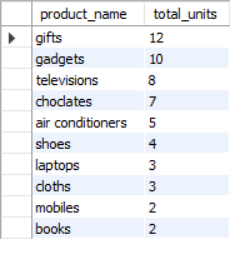 product_name total_units
gifts 12
gadgets 10
televisions 8
choclates 7
air conditioners 5
shoes 4
laptops 3
cloths 3
mobiles 2
books 2